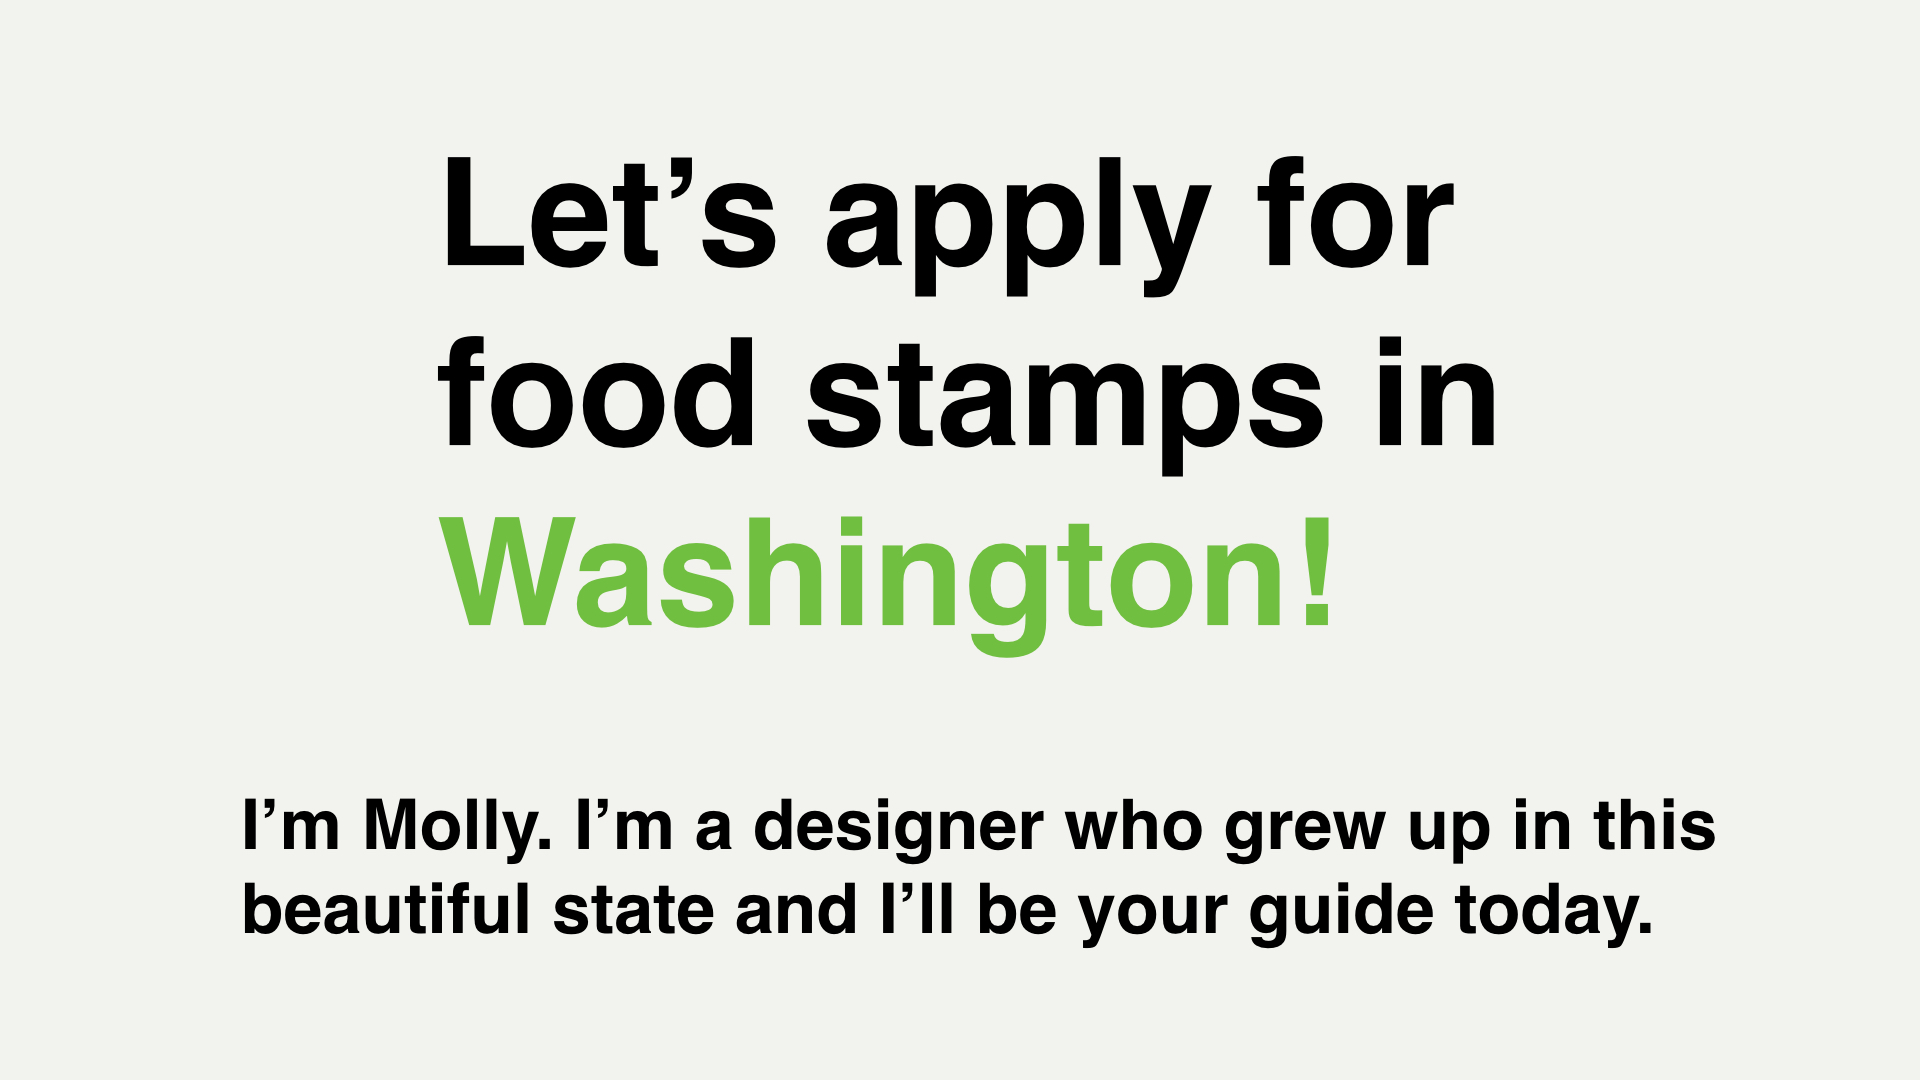 Let’s apply for
food stamps in
Washington!
I’m Molly. I’m a designer who grew up in this
beautiful state and I’ll be your guide today.